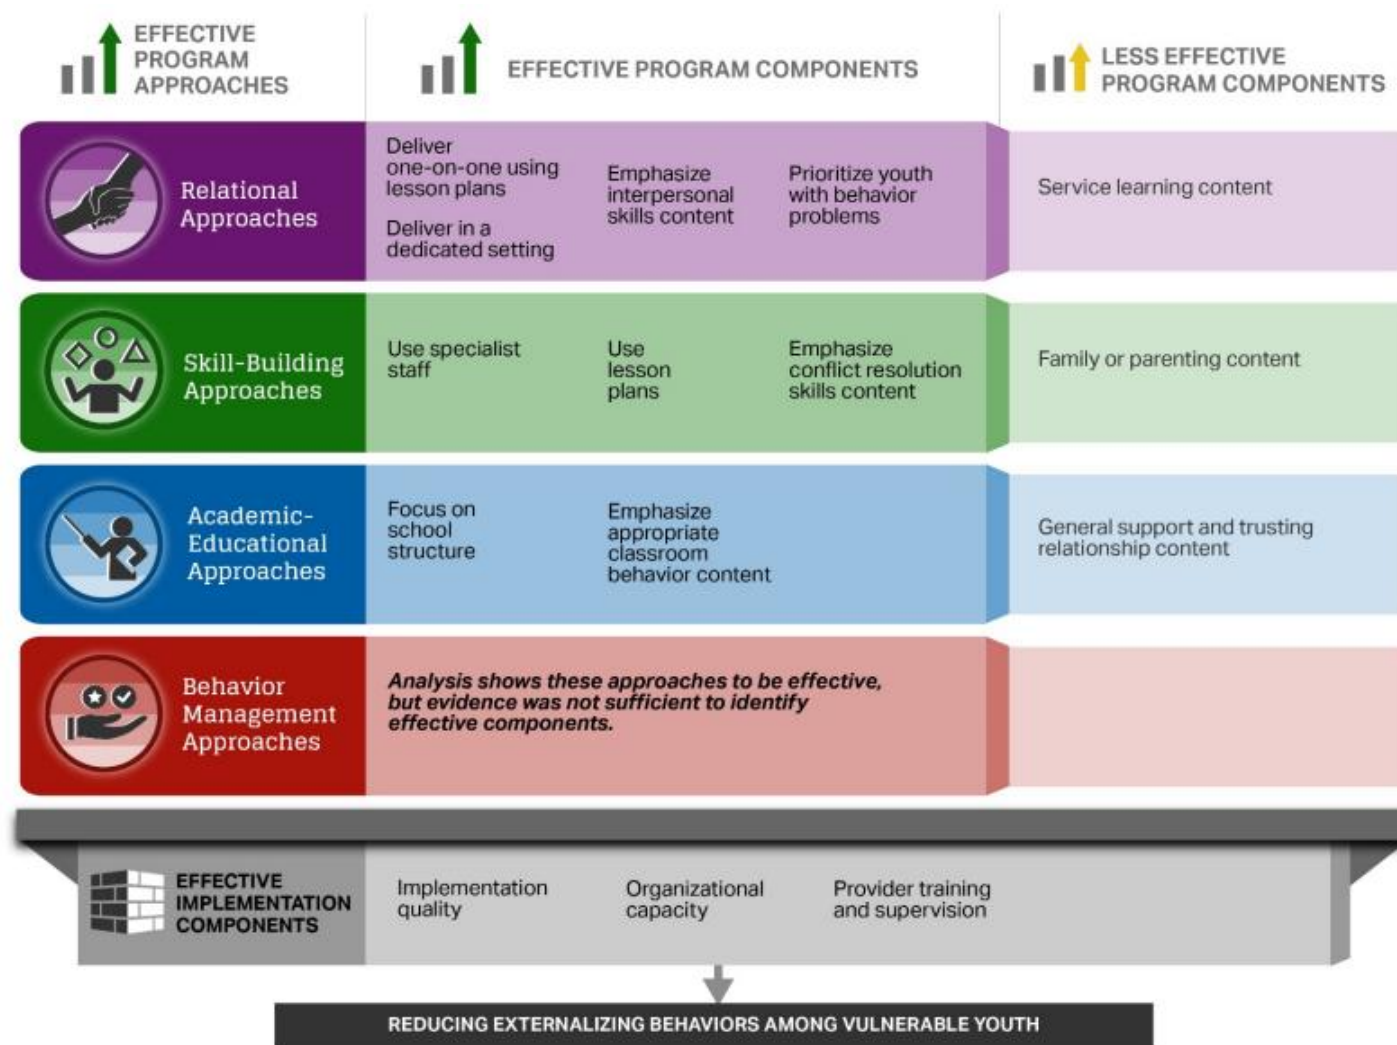 EFFECTIVE
PROGRAM
APPROACHES
EFFECTIVE PROGRAM COMPONENTS
LESS EFFECTIVE
PROGRAM COMPONENTS
Relational
Approaches
Deliver
one-on-one using
lesson plans
Deliver in a
dedicated setting
Emphasize
interpersonal
skills content
Prioritize youth
with behavior
problems
Service learning content
Skill-Building
Approaches
Use specialist
staff
Use
lesson
plans
Emphasize
conflict resolution
skills content
Family or parenting content
Academic-
Educational
Approaches
Focus on
school
structure
Emphasize
appropriate
classroom
behavior content
General support and trusting
relationship content
Behavior
Management
Approaches
Analysis shows these approaches to be effective,
but evidence was not sufficient to identify
effective components.
EFFECTIVE
IMPLEMENTATION
COMPONENTS
Implementation
quality
Organizational
capacity
Provider training
and supervision
REDUCING EXTERNALIZING BEHAVIORS AMONG VULNERABLE YOUTH